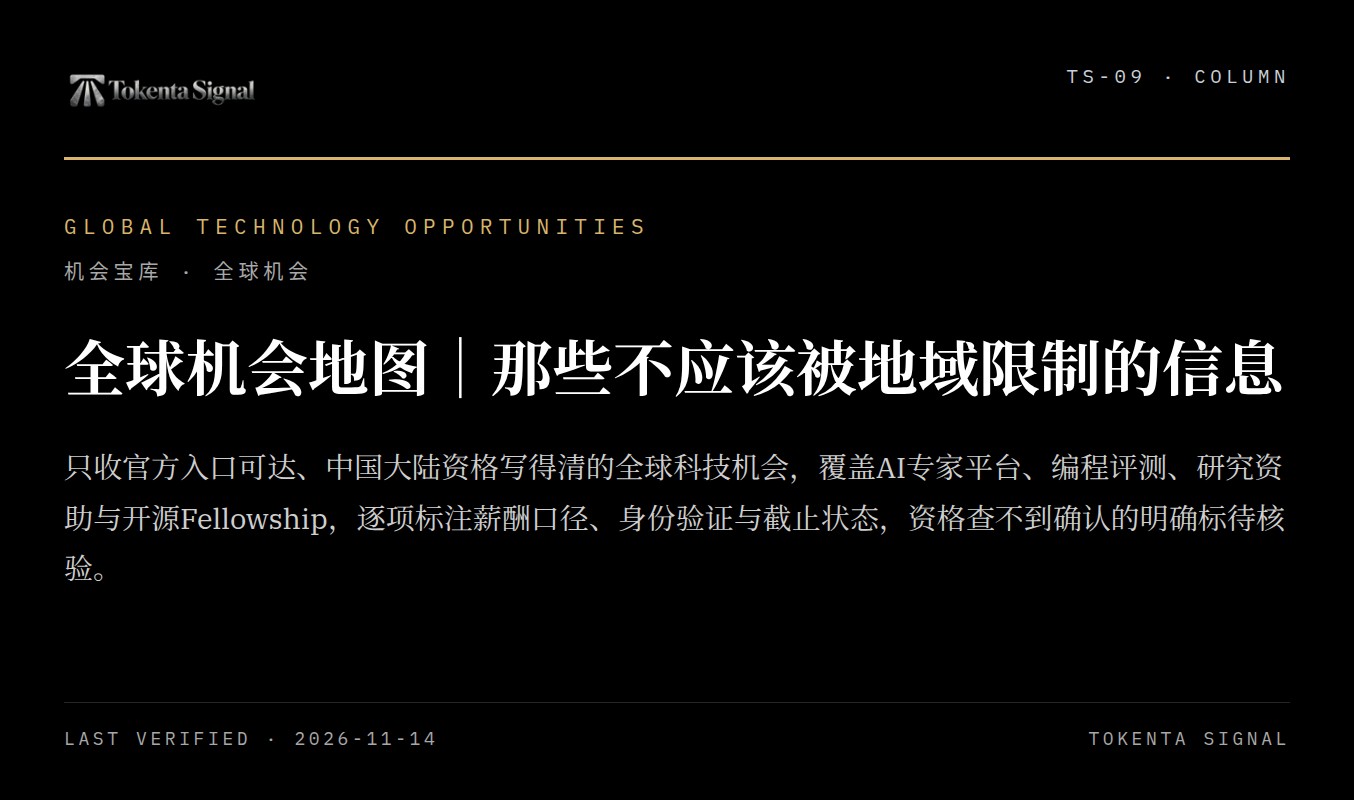 Tokenta Signal
TS-09 · COLUMN
GLOBAL TECHNOLOGY OPPORTUNITIES
机会宝库 · 全球机会
全球机会地图｜那些不应该被地域限制的信息
只收官方入口可达、中国大陆资格写得清的全球科技机会，覆盖AI专家平台、编程评测、研究资
助与开源Fellowship，逐项标注薪酬口径、身份验证与截止状态，资格查不到确认的明确标待核
验。
LAST VERIFIED · 2026-11-14
TOKENTA SIGNAL